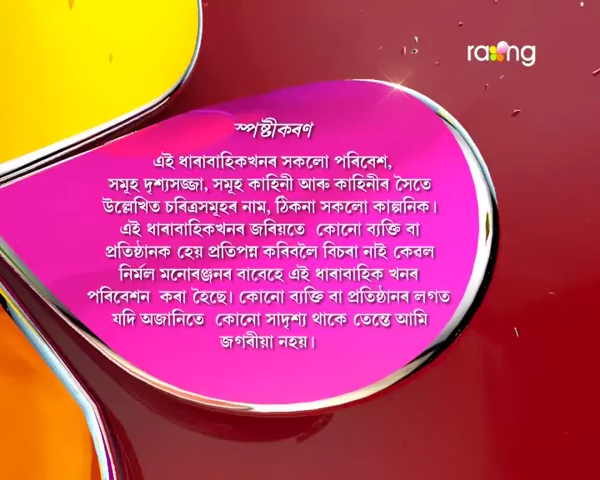 rang
স্পষ্টীকৰণ
এই ধাৰাবাহিকখনৰ সকলো পৰিবেশ,
সমূহ দৃশ্যসজ্জা, সমূহ কাহিনী আৰু কাহিনীৰ সৈতে
উল্লেখিত চৰিত্ৰসমূহৰ নাম, ঠিকনা সকলো কাল্পনিক।
এই ধাৰাবাহিকখনৰ জৰিয়তে কোনো ব্যক্তি বা
প্ৰতিষ্ঠানক হেয় প্ৰতিপন্ন কৰিবলৈ বিচৰা নাই কেৱল
নিৰ্মল মনোৰঞ্জনৰ বাবেহে এই ধাৰাবাহিক খনৰ
পৰিবেশন কৰা হৈছে। কোনো ব্যক্তি বা প্ৰতিষ্ঠানৰ লগত
যদি অজানিতে কোনো সাদৃশ্য থাকে তেন্তে আমি
জগৰীয়া নহয়।